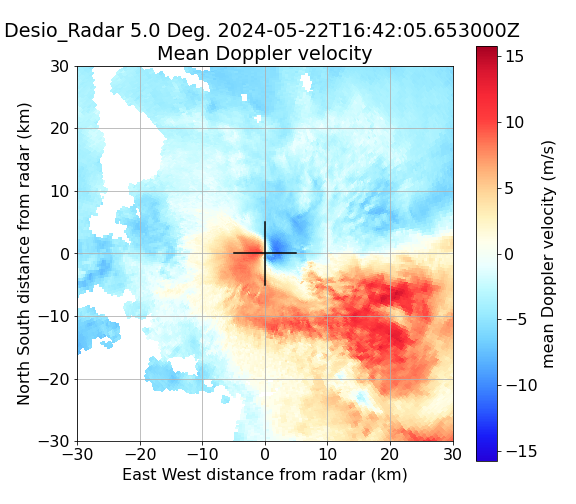 Desio_Radar 5.0 Deg. 2024-05-22T16:42:05.653000Z
Mean Doppler velocity
30
20
10
0
−10
−20
−30
−30 −20 −10 0 10 20 30
East West distance from radar (km)
North South distance from radar (km)
15
10
5
0
−5
−10
−15
mean Doppler velocity (m/s)